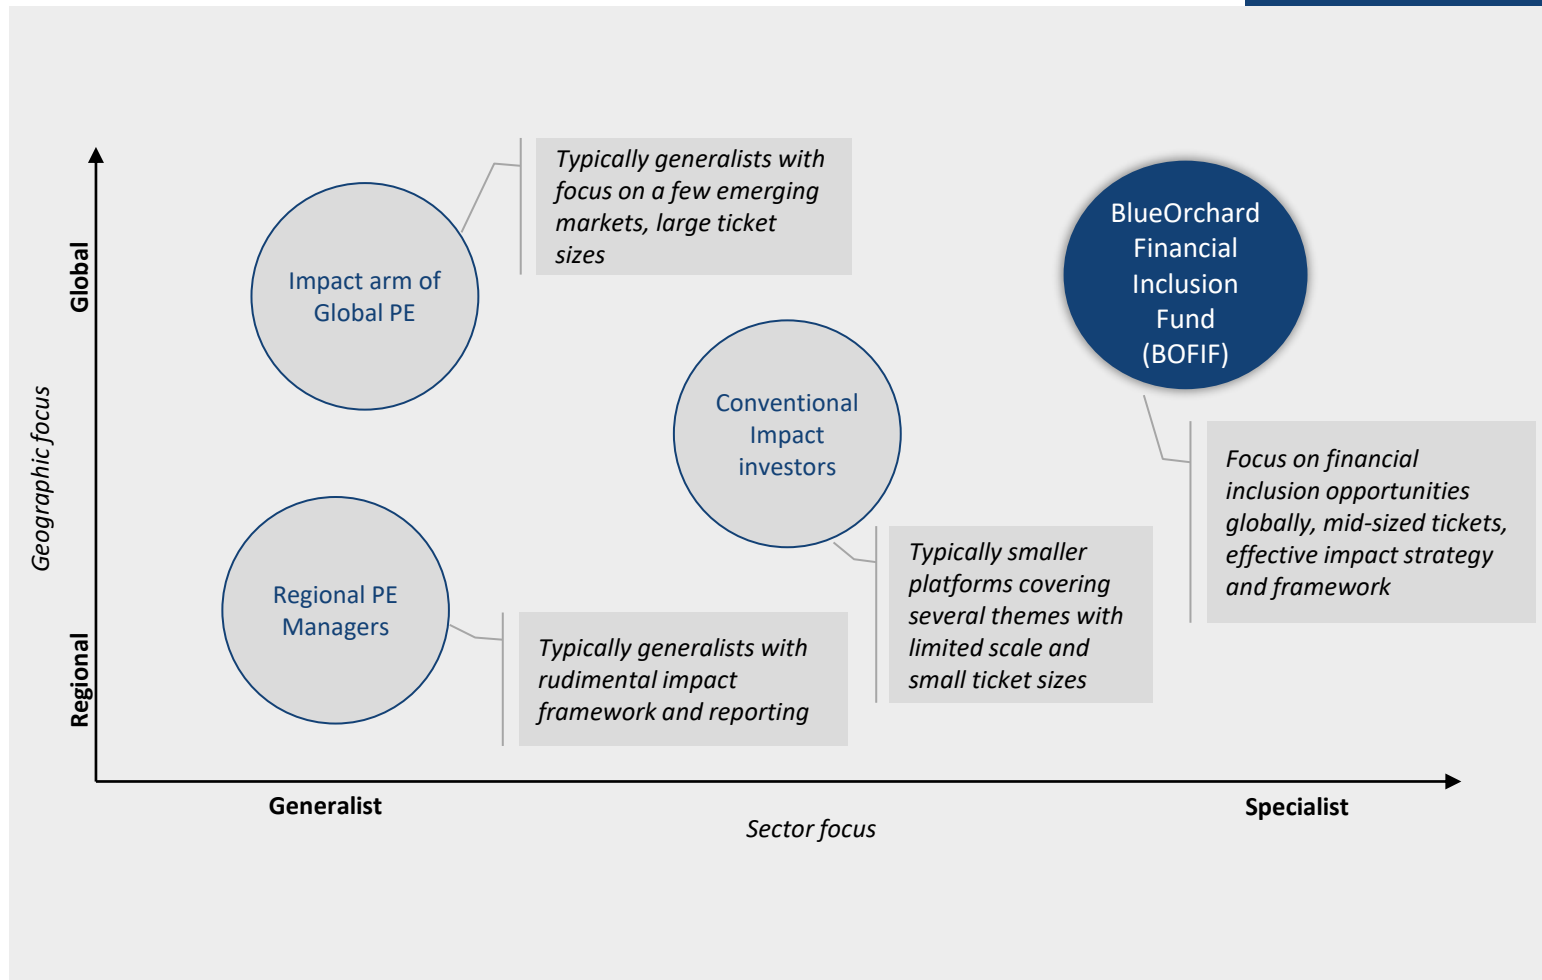 Typically generalists with
focus on a few emerging
markets, large ticket
sizes
BlueOrchard
Financial
Inclusion
Fund
(BOFIF)
Global
Impact arm of
Global PE
Conventional
Impact
investors
Geographic focus
Focus on financial
inclusion opportunities
globally, mid-sized tickets,
effective impact strategy
and framework
Typically smaller
platforms covering
several themes with
limited scale and
small ticket sizes
Regional PE
Managers
Regional
Typically generalists with
rudimental impact
framework and reporting
Generalist
Specialist
Sector focus